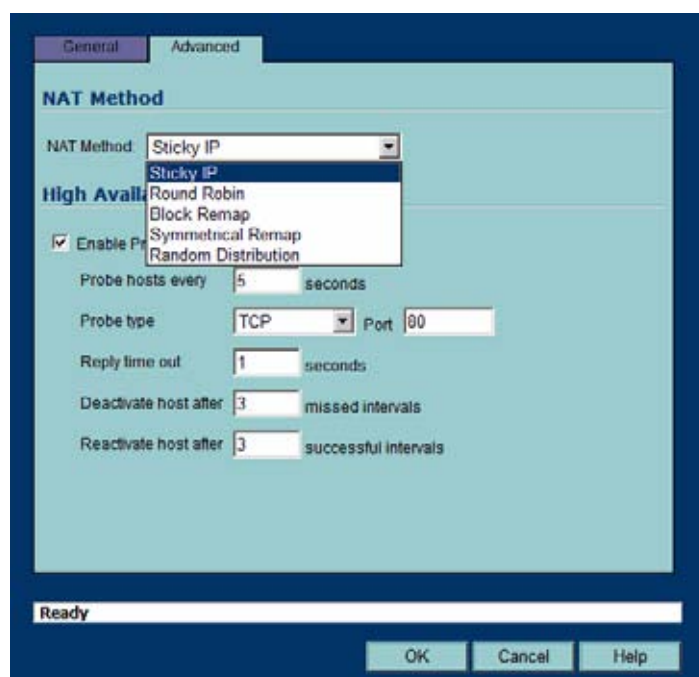 General Advanced
NAT Method
NAT Method: Sticky IP
Sticky IP
Round Robin
Block Remap
Symmetrical Remap
Random Distribution
High
Enable
Probe hosts every 5 seconds
Probe type TCP Port 80
Reply time out 1 seconds
Deactivate host after 3 missed intervals
Reactivate host after 3 successful intervals
Ready
OK Cancel Help